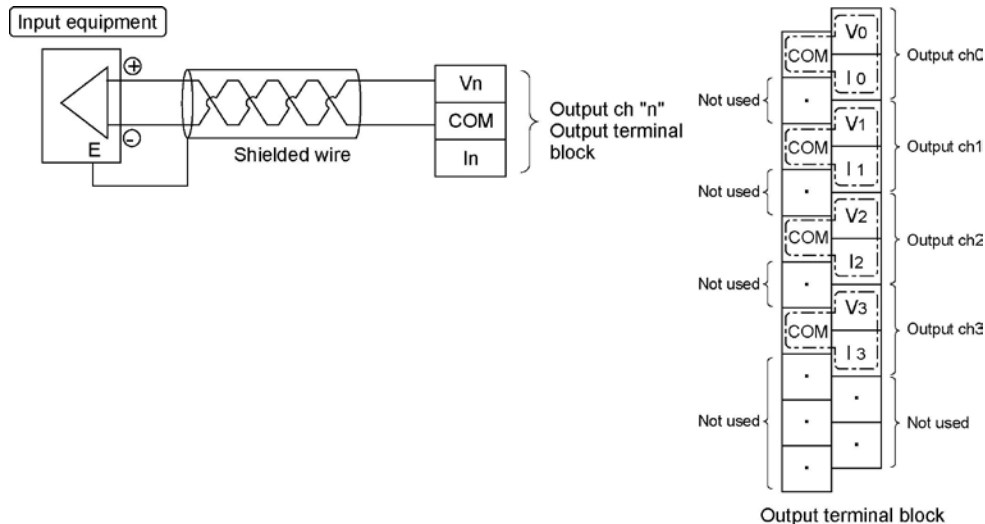 Input equipment
⊕
⊖
E
Shielded wire
Vn
COM
In
Output ch "n"
Output terminal
block
V0
COM
I0
Output ch0
Not used
·
V1
COM
I1
Output ch1
Not used
·
V2
COM
I2
Output ch2
Not used
·
V3
COM
I3
Output ch3
Not used
·
·
·
·
·
Not used
Output terminal block